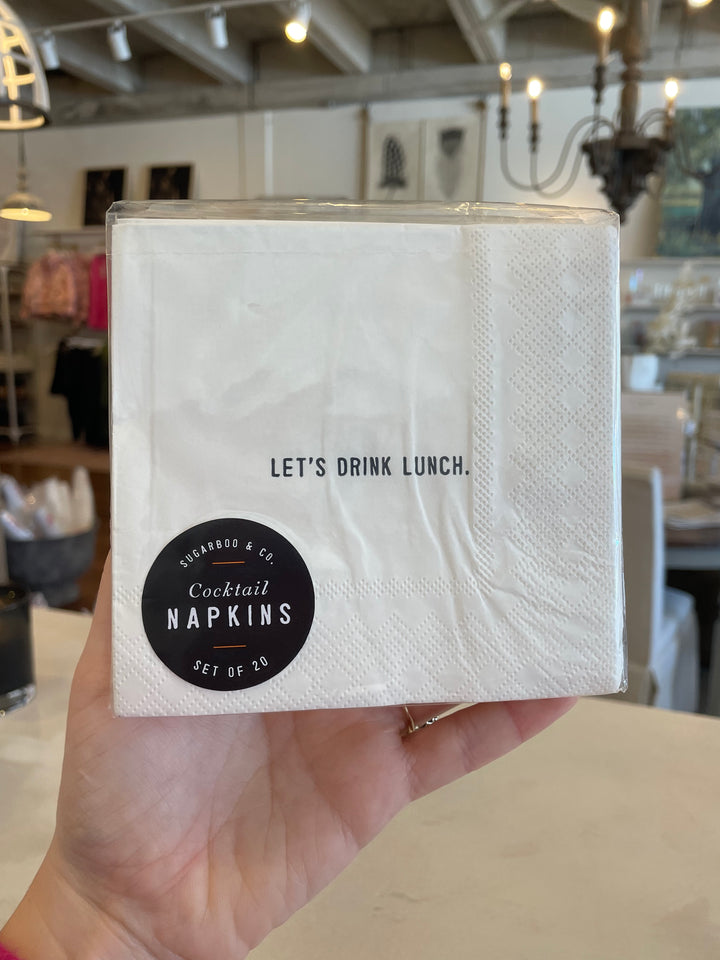 LET'S DRINK LUNCH.
SUGARBOO & CO.
Cocktail
NAPKINS
SET OF 20